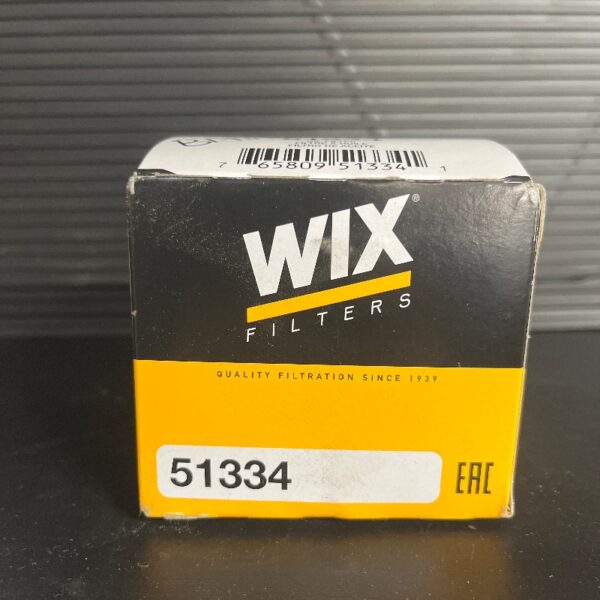 7 65809 51334 1
WIX®
FILTERS
QUALITY FILTRATION SINCE 1939
51334
EAC